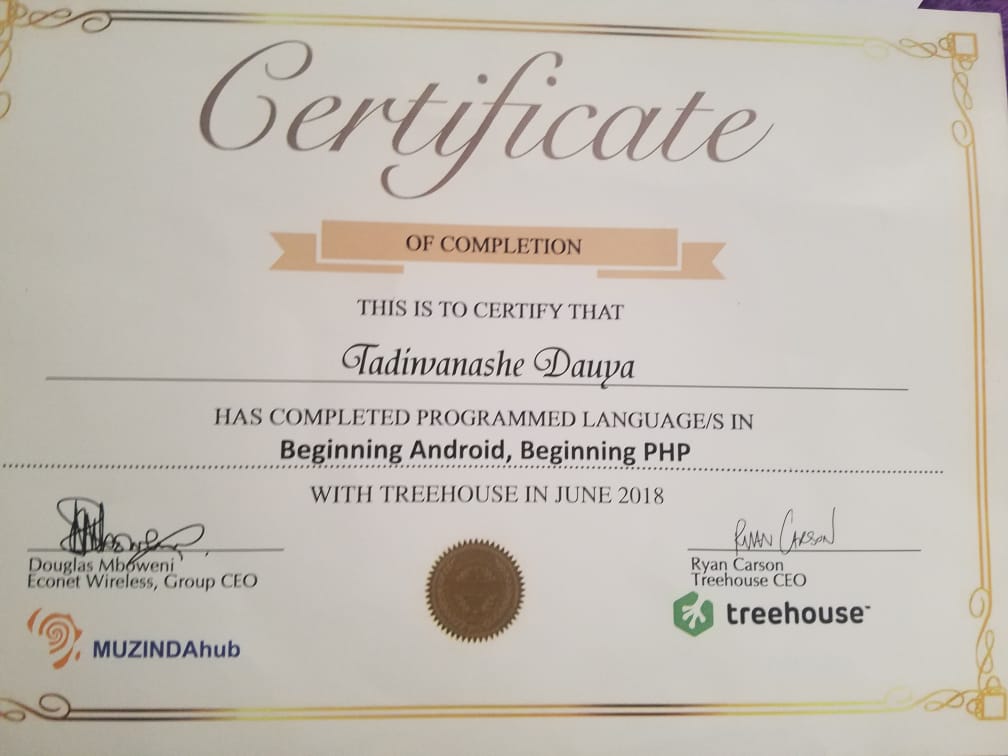 Certificate
OF COMPLETION
THIS IS TO CERTIFY THAT
Tadiwanashe Dauya
HAS COMPLETED PROGRAMMED LANGUAGE/S IN
Beginning Android, Beginning PHP
WITH TREEHOUSE IN JUNE 2018
Douglas Mboweni
Econet Wireless, Group CEO
MUZINDAhub
RYAN CARSON
Ryan Carson
Treehouse CEO
treehouse™